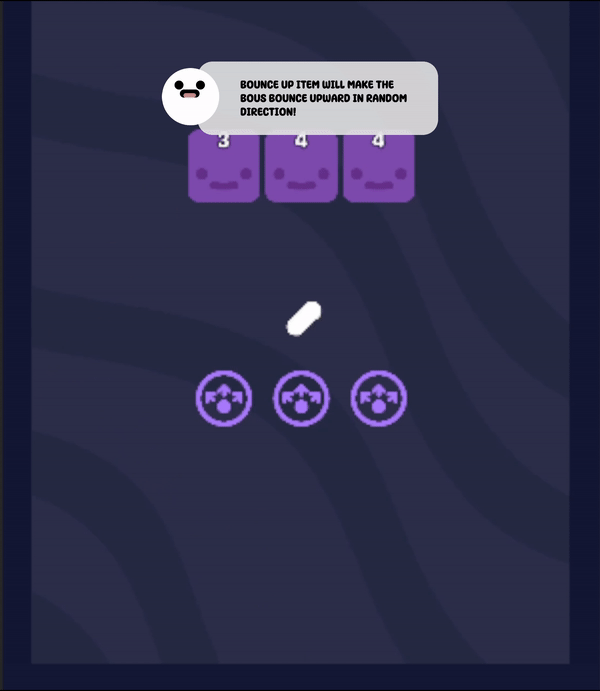 BOUNCE UP ITEM WILL MAKE THE
BOUS BOUNCE UPWARD IN RANDOM
DIRECTION!
3 4 4